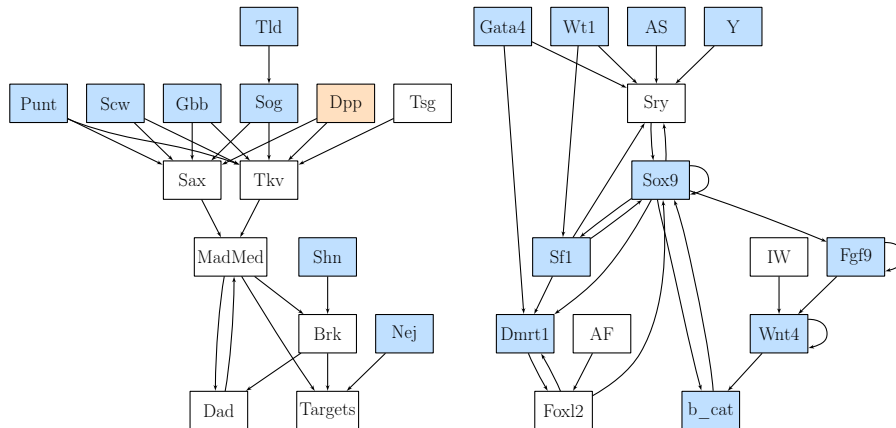 Tld
Gata4
Wt1
AS
Y
Punt
Scw
Gbb
Sog
Dpp
Tsg
Sry
Sax
Tkv
Sox9
MadMed
Shn
Sf1
IW
Fgf9
Brk
Nej
Dmrt1
AF
Wnt4
Dad
Targets
Foxl2
b_cat